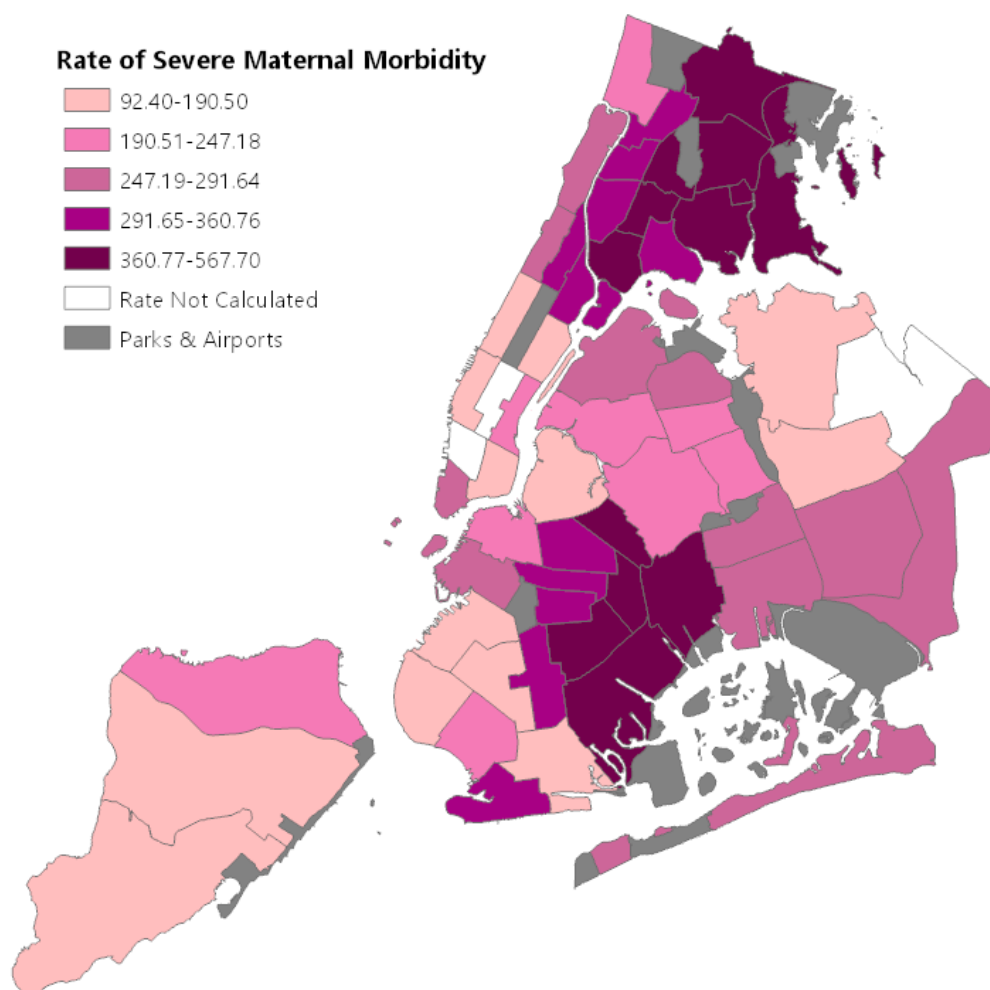 Rate of Severe Maternal Morbidity
92.40-190.50
190.51-247.18
247.19-291.64
291.65-360.76
360.77-567.70
Rate Not Calculated
Parks & Airports